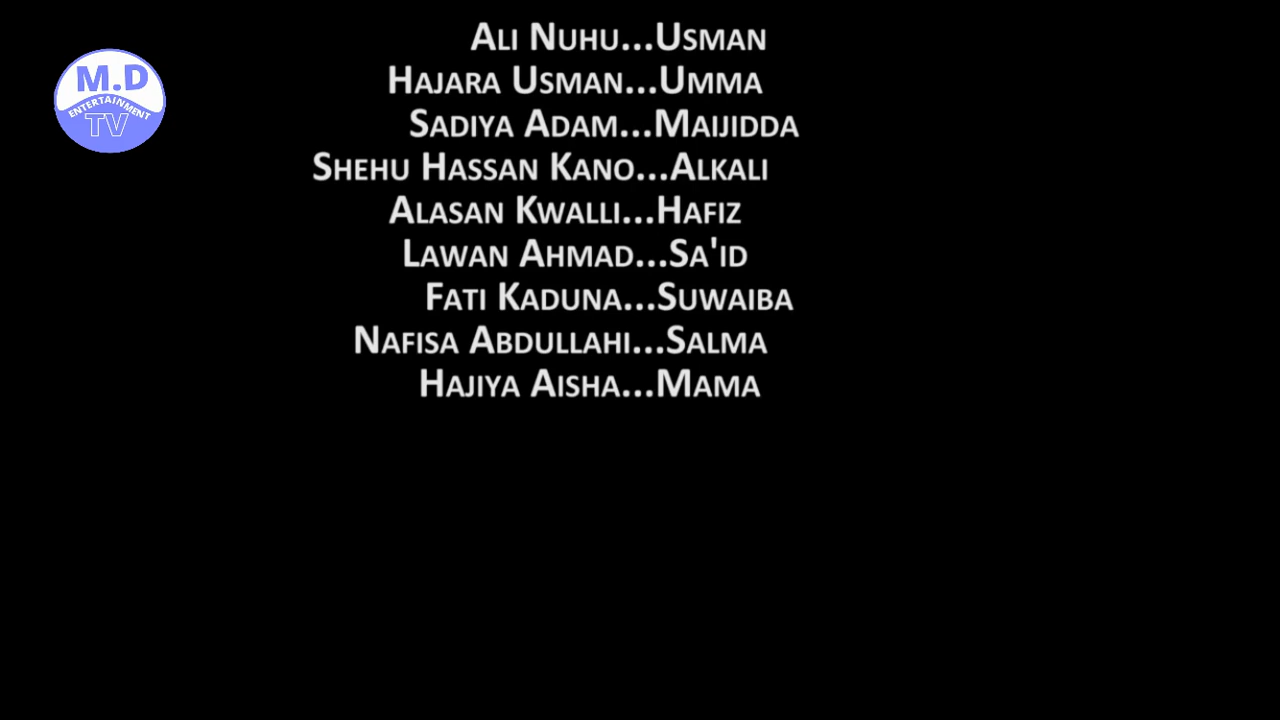 M.D
ENTERTAINMENT
TV
ALI NUHU...USMAN
HAJARA USMAN...UMMA
SADIYA ADAM...MAIJIDDA
SHEHU HASSAN KANO...ALKALI
ALASAN KWALLI...HAFIZ
LAWAN AHMAD...SA'ID
FATI KADUNA...SUWAIBA
NAFISA ABDULLAHI...SALMA
HAJIYA AISHA...MAMA